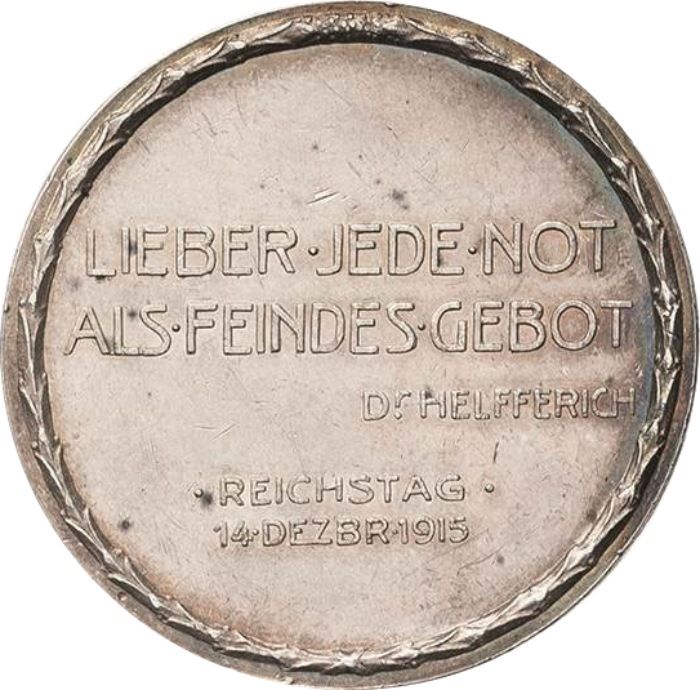 LIEBER·JEDE·NOT
ALS·FEINDES·GEBOT
Dr HELFFERICH
·REICHSTAG·
14·DEZBR·1915